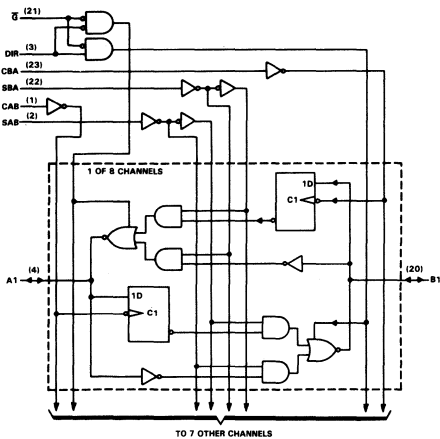 G̅ (21)
DIR (3)
CBA (23)
SBA (22)
CAB (1)
SAB (2)
1 OF 8 CHANNELS
1D
C1
(4)
A1
(20)
B1
1D
C1
TO 7 OTHER CHANNELS